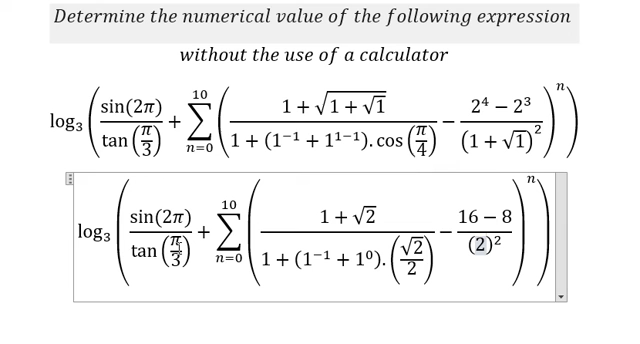 Determine the numerical value of the following expression
without the use of a calculator
log₃(sin(2π)/tan(π/3) + ∑_{n=0}^{10} ((1 + √(1 + √1))/(1 + (1⁻¹ + 1¹⁻¹).cos(π/4)) − (2⁴ − 2³)/(1 + √1)²)ⁿ)
log₃(sin(2π)/tan(π/3) + ∑_{n=0}^{10} ((1 + √2)/(1 + (1⁻¹ + 1⁰).(√2/2)) − (16 − 8)/(2)²)ⁿ)